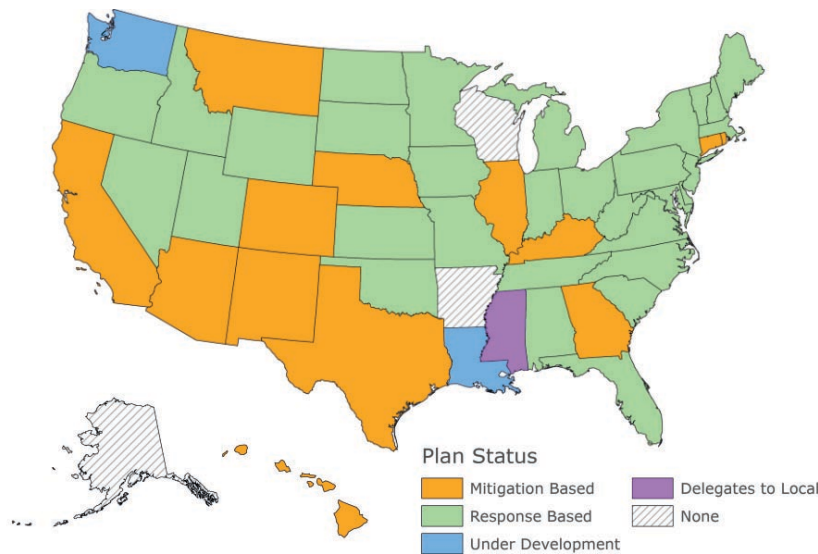 Plan Status
Mitigation Based
Response Based
Under Development
Delegates to Local
None